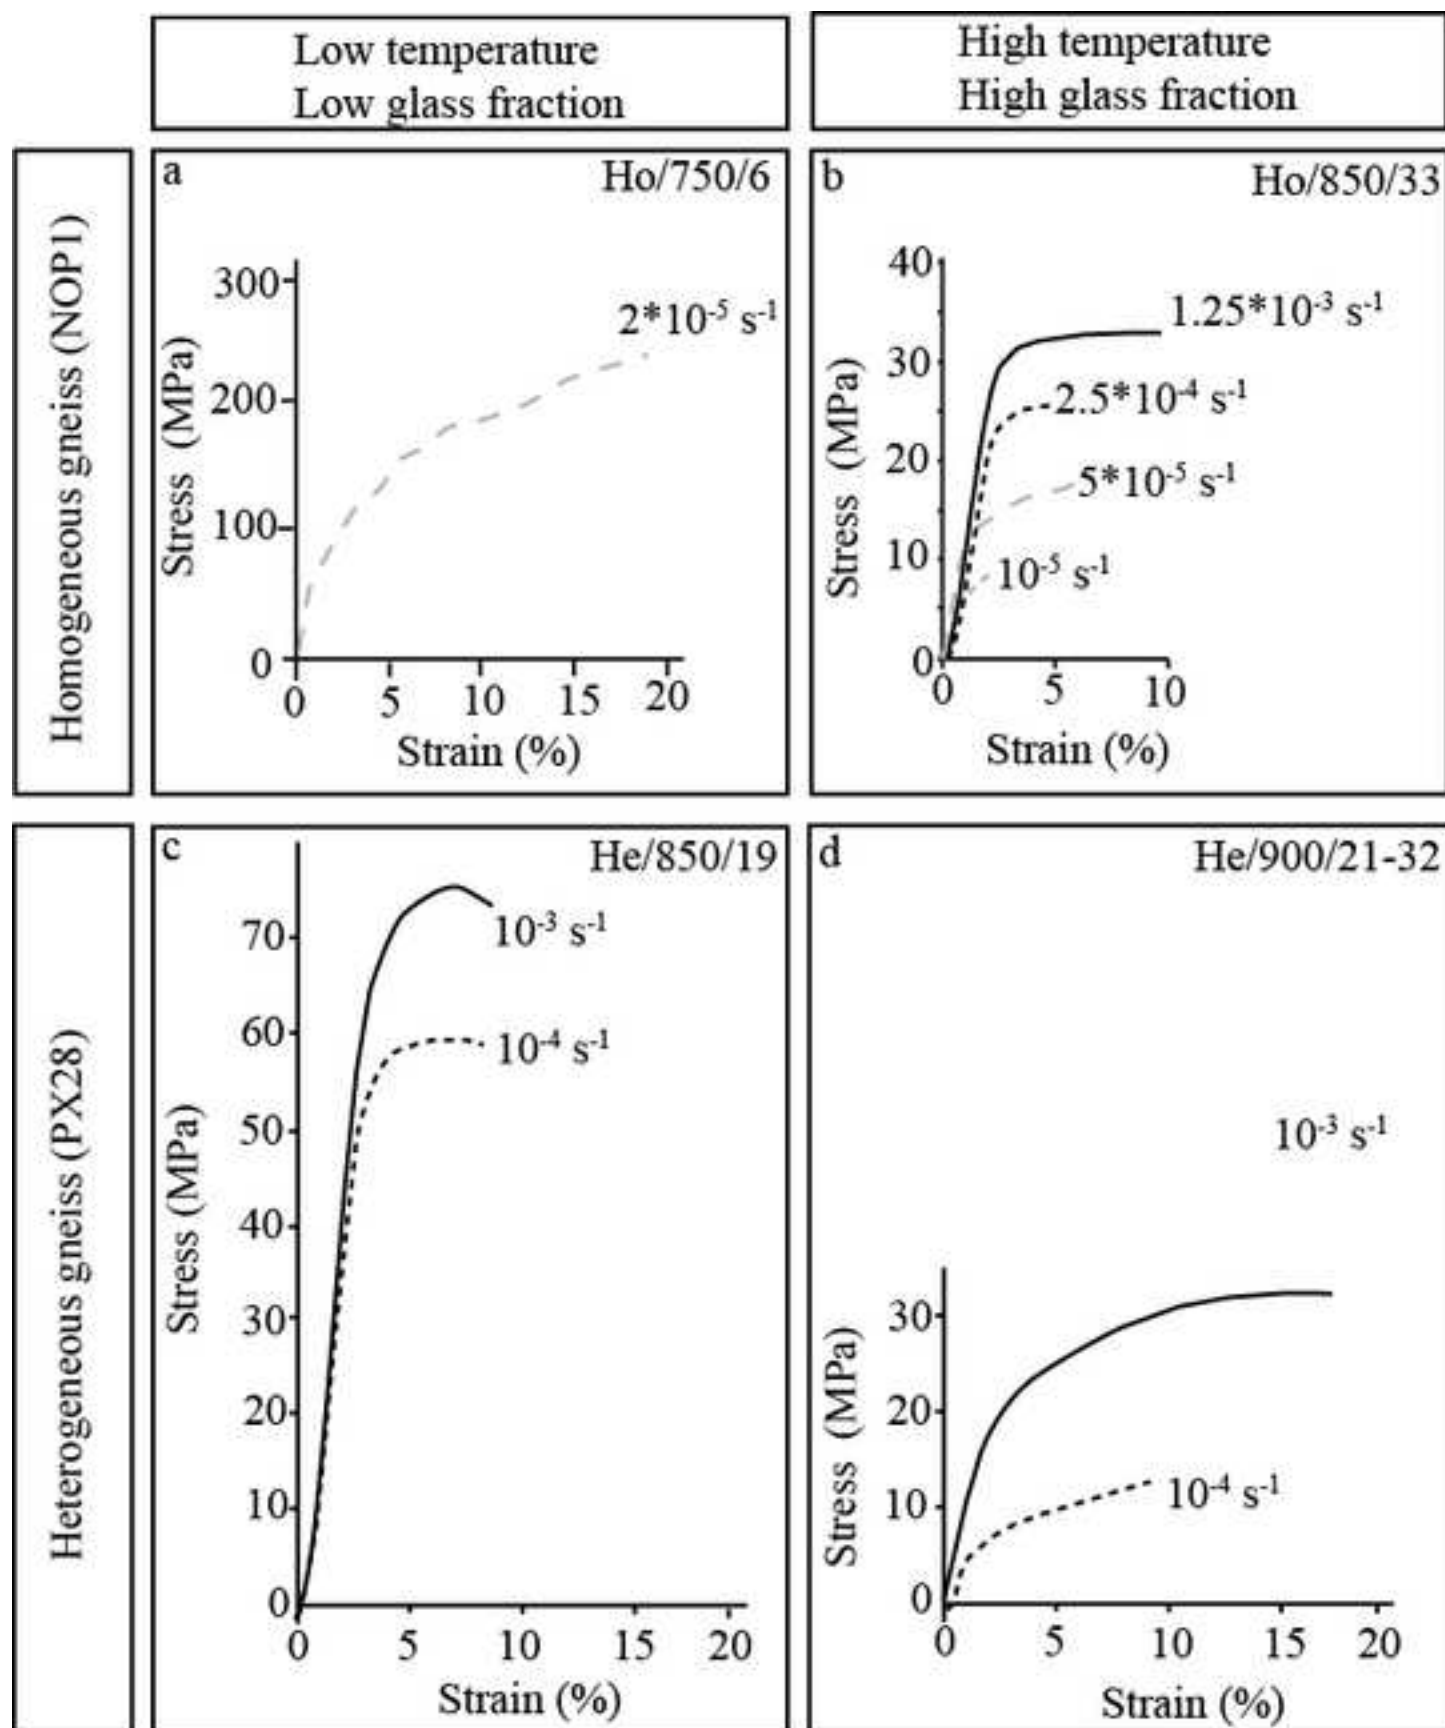 Low temperature
Low glass fraction
High temperature
High glass fraction
Homogeneous gneiss (NOP1)
a
Ho/750/6
300
200
100
0
Stress (MPa)
2*10⁻⁵ s⁻¹
0 5 10 15 20
Strain (%)
b
Ho/850/33
40
30
20
10
0
Stress (MPa)
1.25*10⁻³ s⁻¹
2.5*10⁻⁴ s⁻¹
5*10⁻⁵ s⁻¹
10⁻⁵ s⁻¹
0 5 10
Strain (%)
Heterogeneous gneiss (PX28)
c
He/850/19
70
60
50
40
30
20
10
0
Stress (MPa)
10⁻³ s⁻¹
10⁻⁴ s⁻¹
0 5 10 15 20
Strain (%)
d
He/900/21-32
10⁻³ s⁻¹
30
20
10
0
Stress (MPa)
10⁻⁴ s⁻¹
0 5 10 15 20
Strain (%)